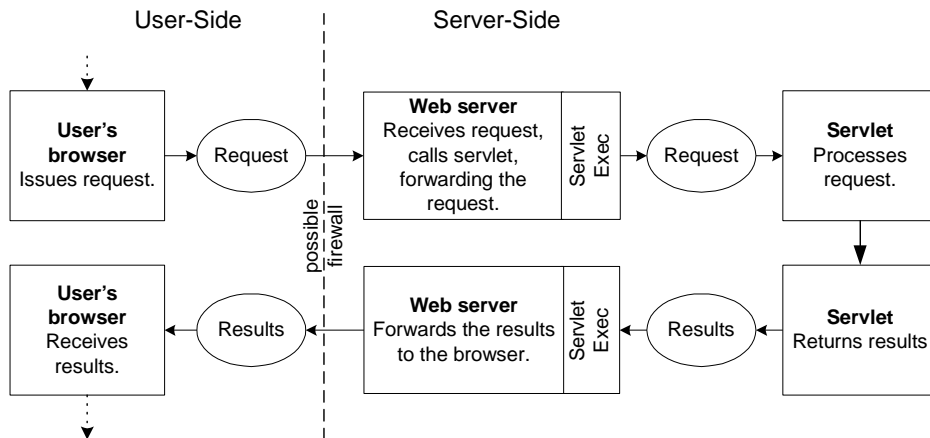 User-Side
Server-Side
User's
browser
Issues request.
Request
Web server
Receives request,
calls servlet,
forwarding the
request.
Servlet
Exec
Request
Servlet
Processes
request.
possible
firewall
User's
browser
Receives
results.
Results
Web server
Forwards the results
to the browser.
Servlet
Exec
Results
Servlet
Returns results